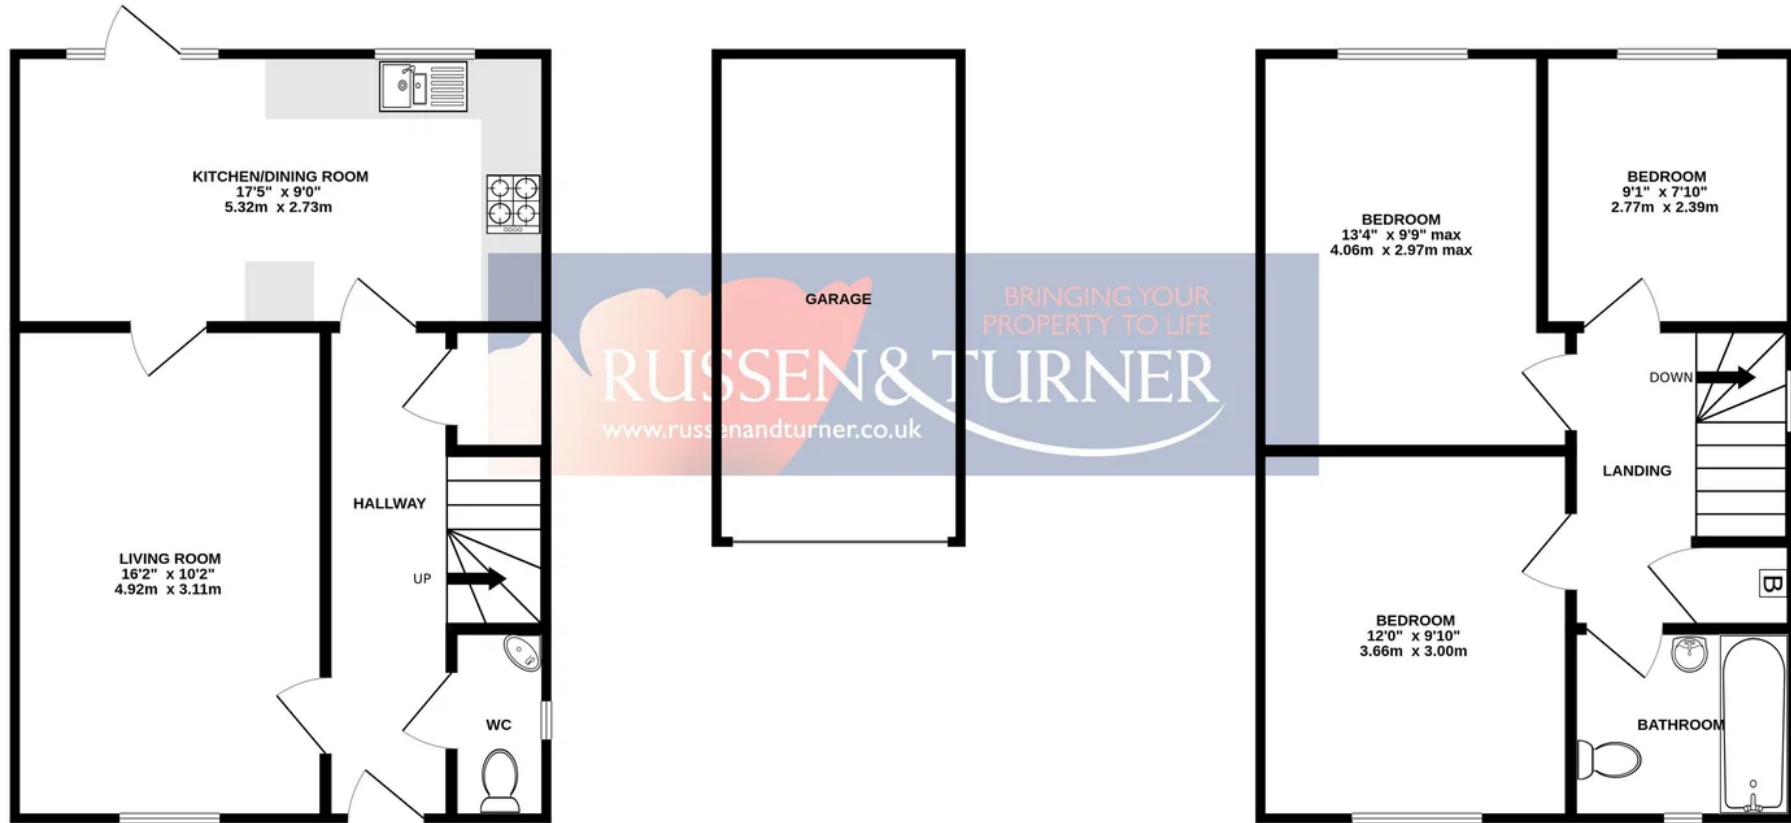 KITCHEN/DINING ROOM
17'5" x 9'0"
5.32m x 2.73m
LIVING ROOM
16'2" x 10'2"
4.92m x 3.11m
HALLWAY
UP
WC
GARAGE
BRINGING YOUR
PROPERTY TO LIFE
RUSSEN & TURNER
www.russenandturner.co.uk
BEDROOM
13'4" x 9'9" max
4.06m x 2.97m max
BEDROOM
9'1" x 7'10"
2.77m x 2.39m
DOWN
LANDING
B
BEDROOM
12'0" x 9'10"
3.66m x 3.00m
BATHROOM